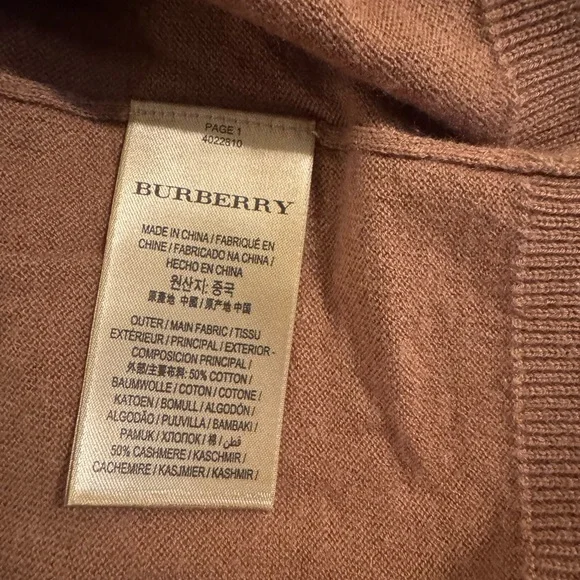 PAGE 1
4022810
BURBERRY
MADE IN CHINA / FABRIQUÉ EN
CHINE / FABRICADO NA CHINA /
HECHO EN CHINA
원산지: 중국
原産地 中國 / 原产地 中国
OUTER / MAIN FABRIC / TISSU
EXTÉRIEUR / PRINCIPAL / EXTERIOR -
COMPOSICION PRINCIPAL /
外部/主要布料: 50% COTTON /
BAUMWOLLE / COTON / COTONE /
KATOEN / BOMULL / ALGODÓN /
ALGODÃO / PUUVILLA / BAMBAKI /
PAMUK / ХЛОПОК / 棉 / قطن /
50% CASHMERE / KASCHMIR /
CACHEMIRE / KASJMIER / KASHMIR /